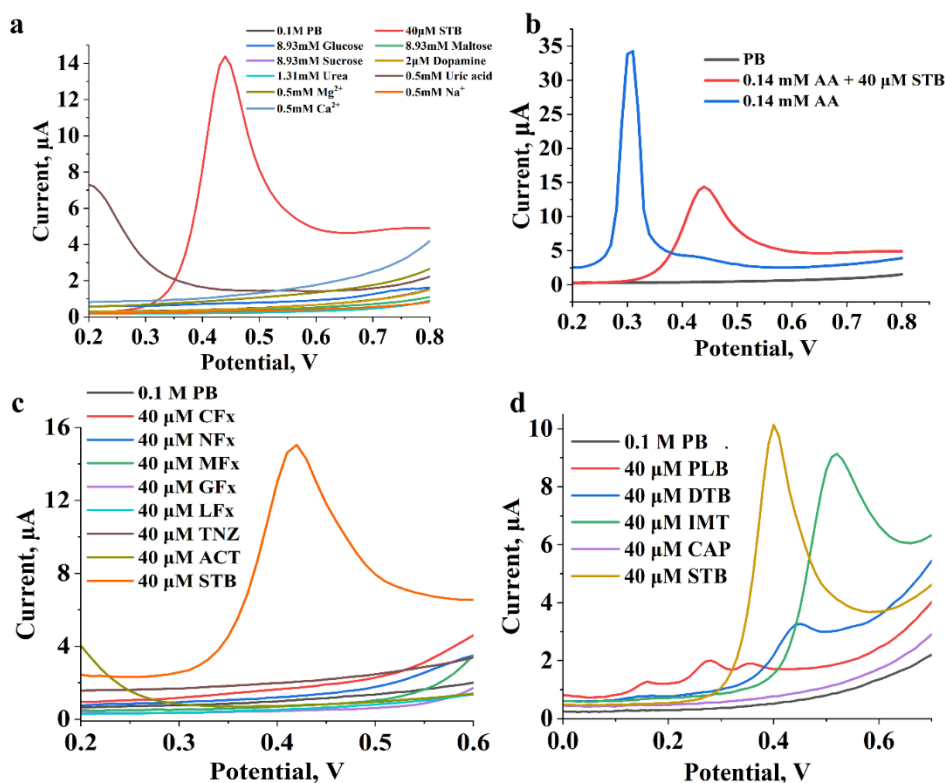 a
0.1M PB 40μM STB
8.93mM Glucose 8.93mM Maltose
8.93mM Sucrose 2μM Dopamine
1.31mM Urea 0.5mM Uric acid
0.5mM Mg²⁺ 0.5mM Na⁺
0.5mM Ca²⁺
14
12
10
8
6
4
2
0
Current, μA
0.2 0.3 0.4 0.5 0.6 0.7 0.8
Potential, V
b
PB
0.14 mM AA + 40 μM STB
0.14 mM AA
35
30
25
20
15
10
5
0
Current, μA
0.2 0.3 0.4 0.5 0.6 0.7 0.8
Potential, V
c
0.1 M PB
40 μM CFx
40 μM NFx
40 μM MFx
40 μM GFx
40 μM LFx
40 μM TNZ
40 μM ACT
40 μM STB
16
12
8
4
0
Current, μA
0.2 0.3 0.4 0.5 0.6
Potential, V
d
0.1 M PB
40 μM PLB
40 μM DTB
40 μM IMT
40 μM CAP
40 μM STB
10
8
6
4
2
0
Current, μA
0.0 0.2 0.4 0.6
Potential, V